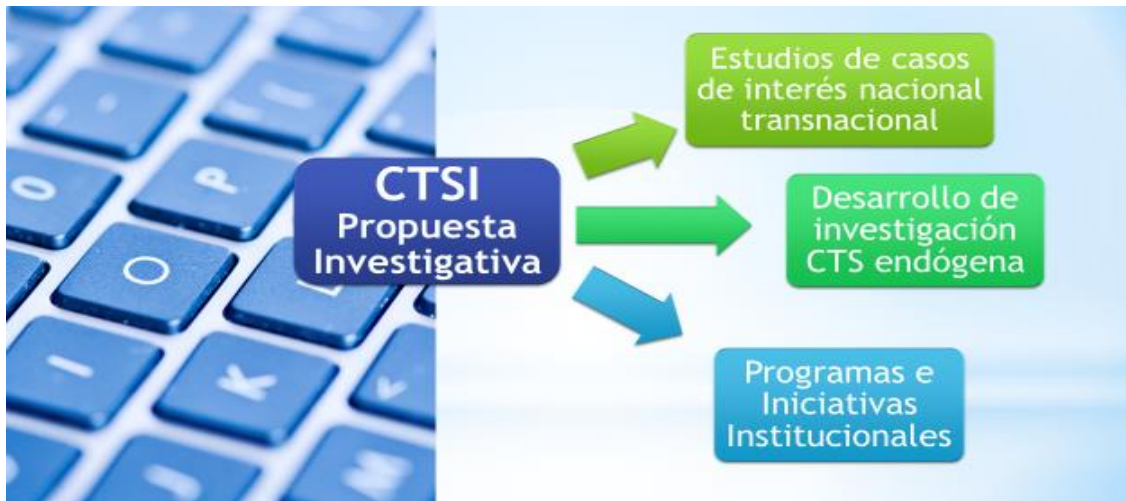 CTSI
Propuesta
Investigativa
Estudios de casos
de interés nacional
transnacional
Desarrollo de
investigación
CTS endógena
Programas e
Iniciativas
Institucionales
O
P
O
L
I
K
<
J
M